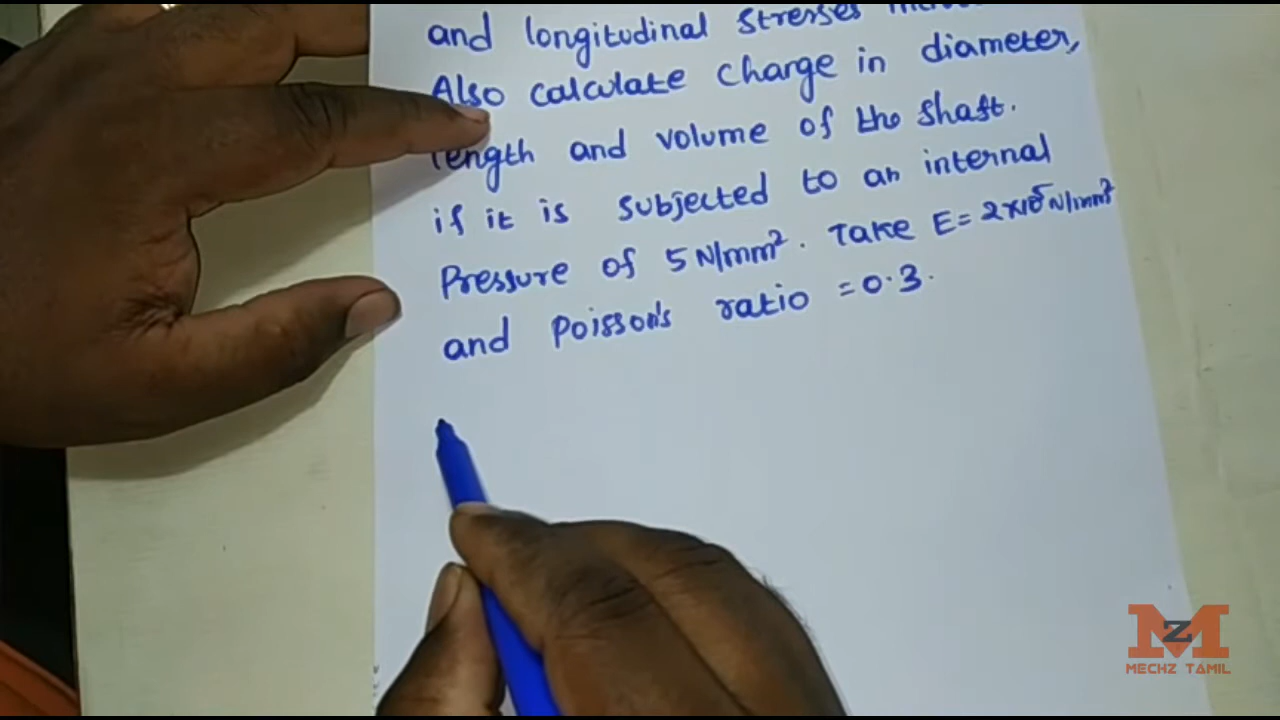 and longitudinal stresses
Also calculate charge in diameter,
length and volume of the shaft.
if it is subjected to an internal
Pressure of 5 N/mm². Take E = 2×10⁵ N/mm²
and Poisson's ratio = 0.3.
MZ
MECHZ TAMIL